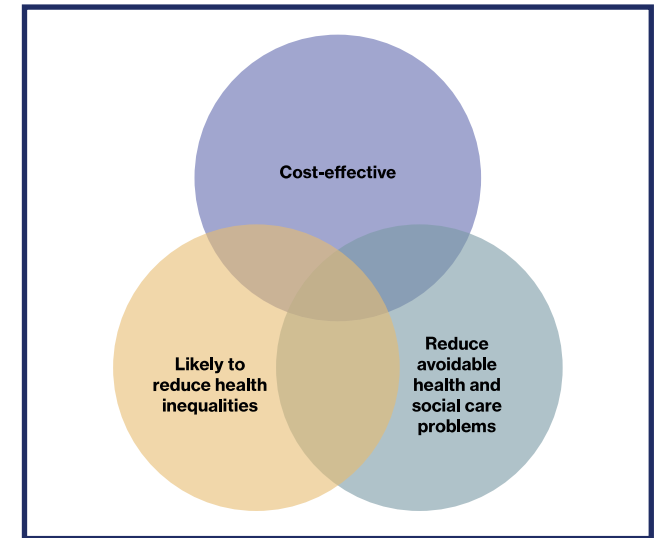 Cost-effective
Likely to
reduce health
inequalities
Reduce
avoidable
health and
social care
problems